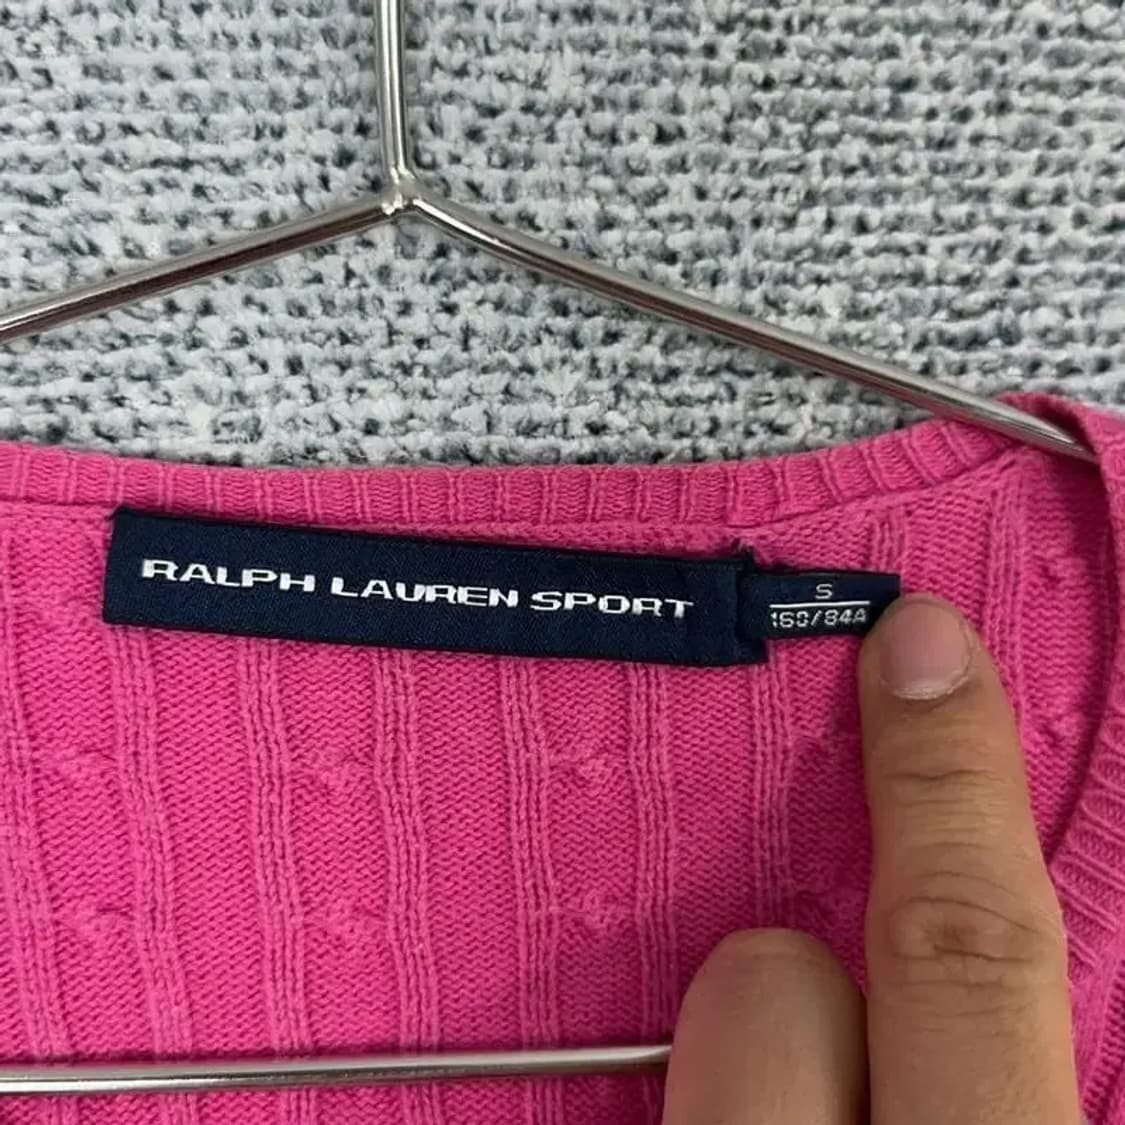 RALPH LAUREN SPORT
S
160/84A